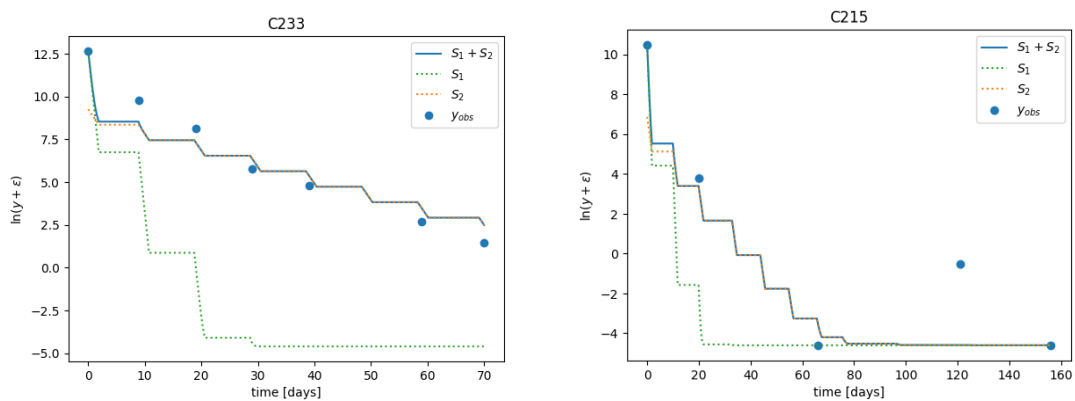 C233
12.5
10.0
7.5
5.0
2.5
0.0
−2.5
−5.0
ln(y + ε)
0 10 20 30 40 50 60 70
time [days]
S₁ + S₂
S₁
S₂
y_obs
C215
10
8
6
4
2
0
−2
−4
ln(y + ε)
0 20 40 60 80 100 120 140 160
time [days]
S₁ + S₂
S₁
S₂
y_obs